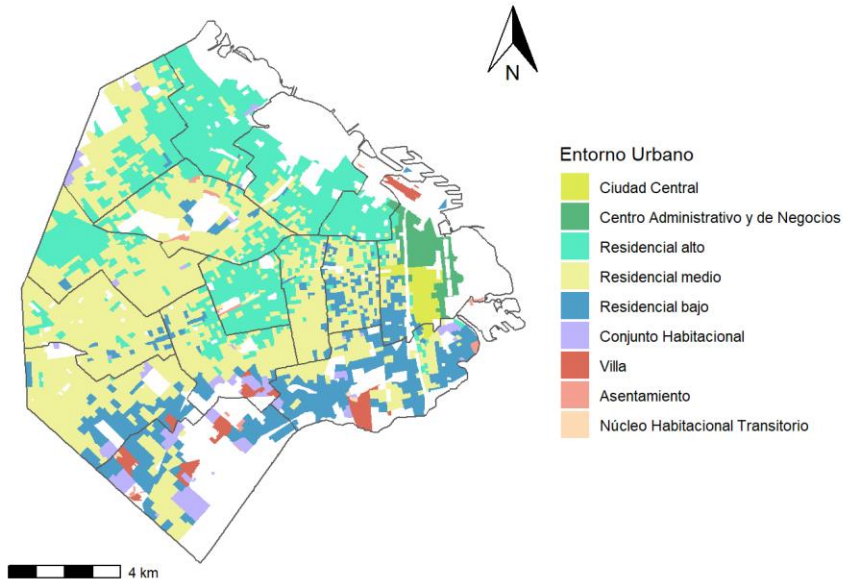 N
Entorno Urbano
Ciudad Central
Centro Administrativo y de Negocios
Residencial alto
Residencial medio
Residencial bajo
Conjunto Habitacional
Villa
Asentamiento
Núcleo Habitacional Transitorio
4 km